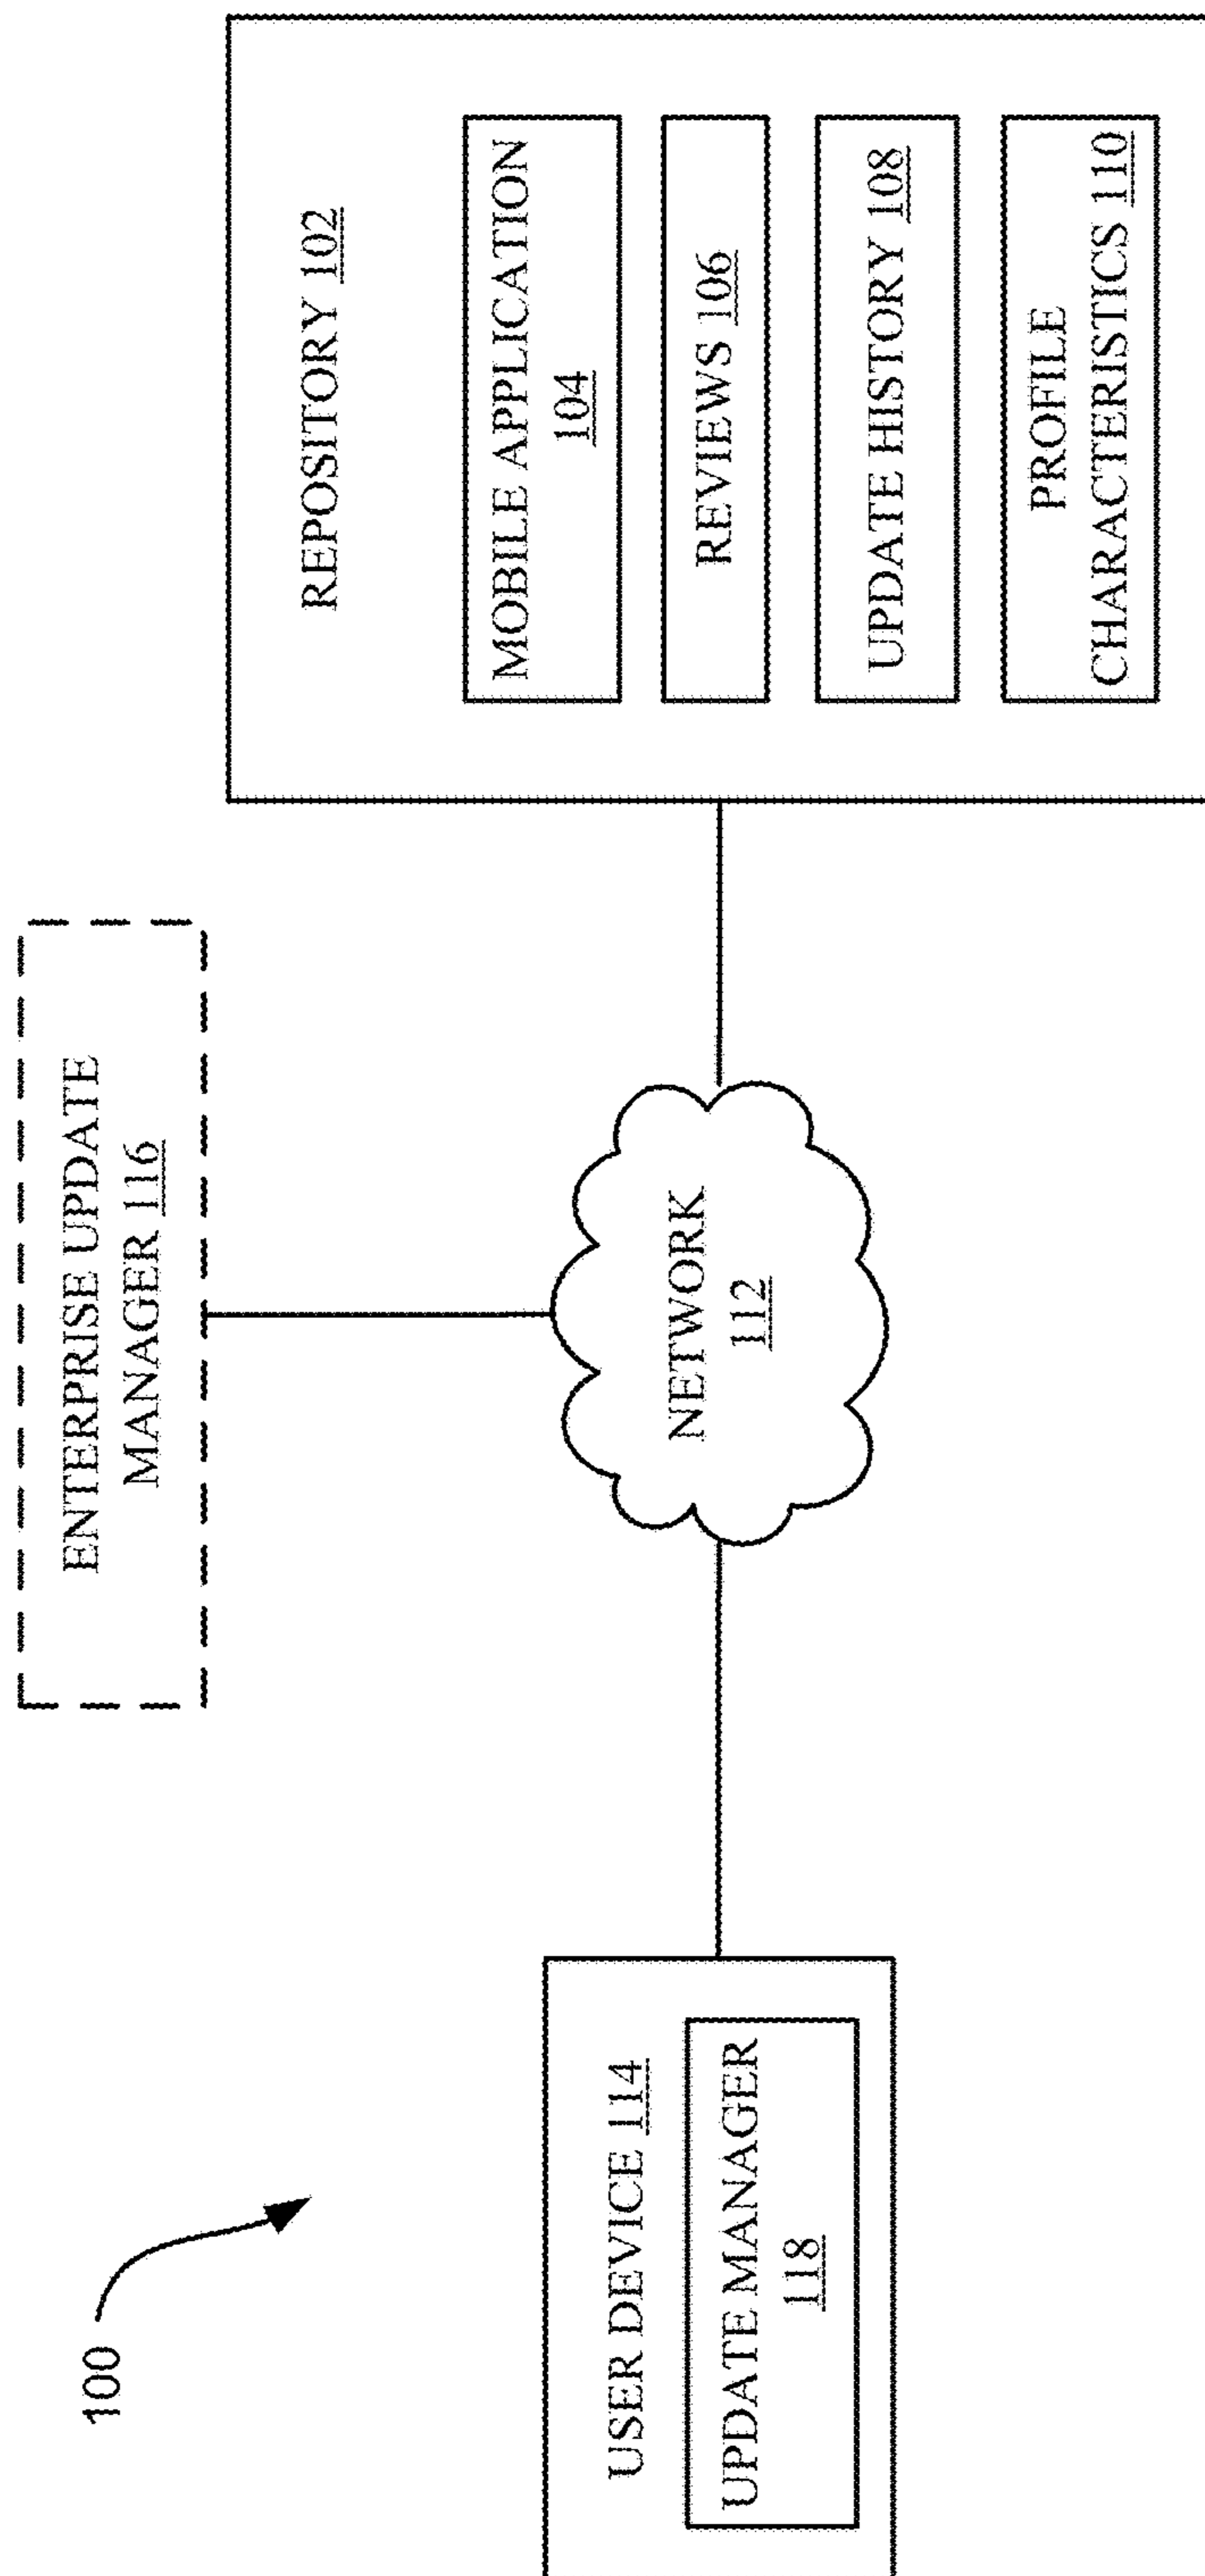 100
ENTERPRISE UPDATE
MANAGER 116
USER DEVICE 114
UPDATE MANAGER
118
NETWORK
112
REPOSITORY 102
MOBILE APPLICATION
104
REVIEWS 106
UPDATE HISTORY 108
PROFILE
CHARACTERISTICS 110